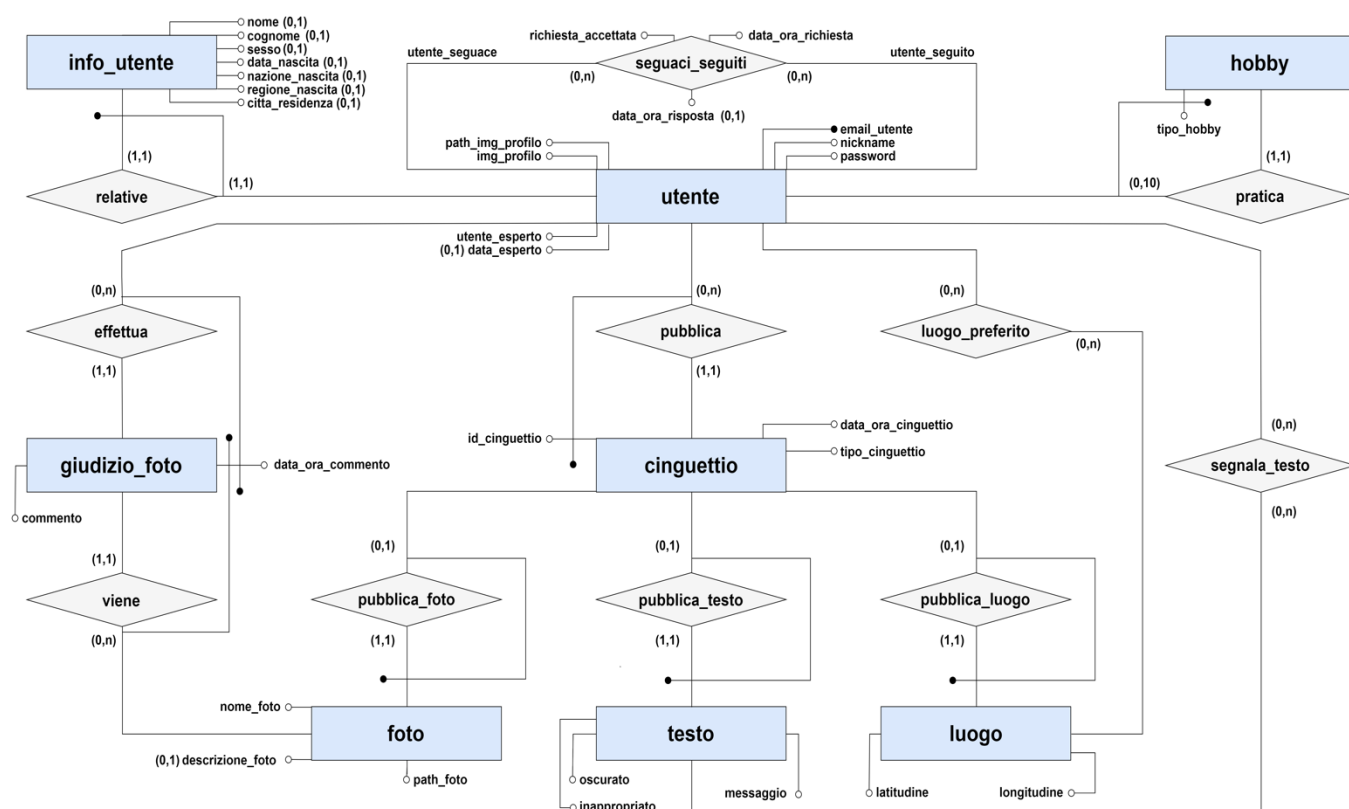 nome (0,1)
cognome (0,1)
sesso (0,1)
data_nascita (0,1)
nazione_nascita (0,1)
regione_nascita (0,1)
citta_residenza (0,1)
info_utente
richiesta_accettata
data_ora_richiesta
utente_seguace
utente_seguito
(0,n)
seguaci_seguiti
(0,n)
data_ora_risposta (0,1)
hobby
tipo_hobby
path_img_profilo
img_profilo
email_utente
nickname
password
(1,1)
relative
(1,1)
utente
(0,10)
(1,1)
pratica
utente_esperto
(0,1) data_esperto
(0,n)
effettua
(1,1)
(0,n)
pubblica
(1,1)
(0,n)
luogo_preferito
(0,n)
giudizio_foto
data_ora_commento
commento
id_cinguettio
cinguettio
data_ora_cinguettio
tipo_cinguettio
(0,n)
segnala_testo
(0,n)
(1,1)
viene
(0,n)
(0,1)
pubblica_foto
(1,1)
(0,1)
pubblica_testo
(1,1)
(0,1)
pubblica_luogo
(1,1)
nome_foto
foto
(0,1) descrizione_foto
path_foto
testo
oscurato
inappropriato
messaggio
luogo
latitudine
longitudine